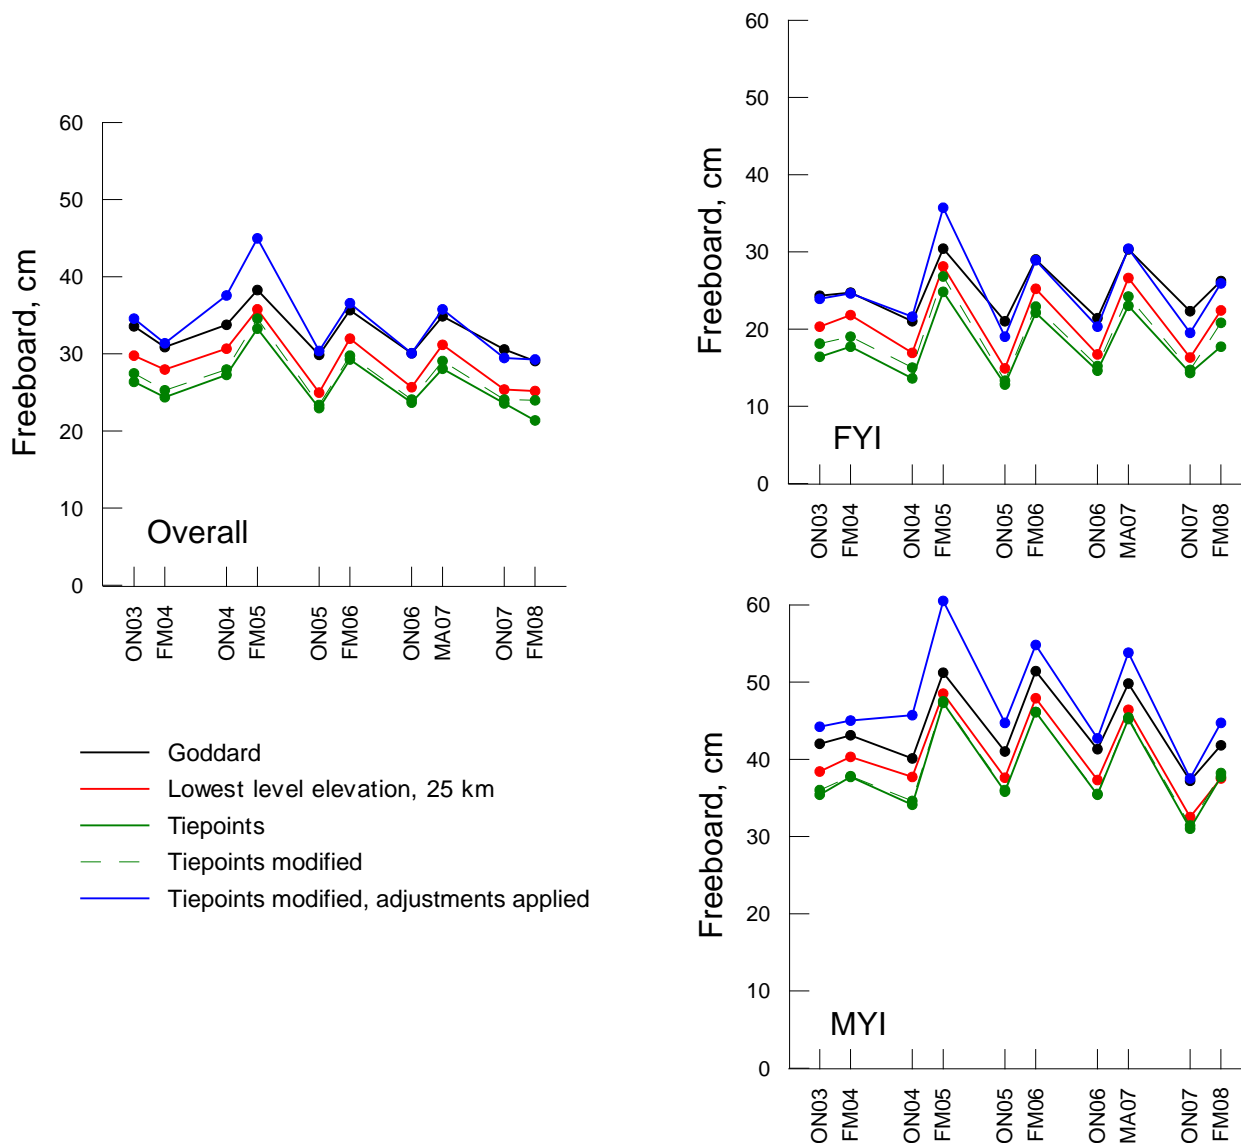 60
50
40
30
20
10
0
Freeboard, cm
Overall
ON03
FM04
ON04
FM05
ON05
FM06
ON06
MA07
ON07
FM08
60
50
40
30
20
10
0
Freeboard, cm
FYI
ON03
FM04
ON04
FM05
ON05
FM06
ON06
MA07
ON07
FM08
Goddard
Lowest level elevation, 25 km
Tiepoints
Tiepoints modified
Tiepoints modified, adjustments applied
60
50
40
30
20
10
0
Freeboard, cm
MYI
ON03
FM04
ON04
FM05
ON05
FM06
ON06
MA07
ON07
FM08